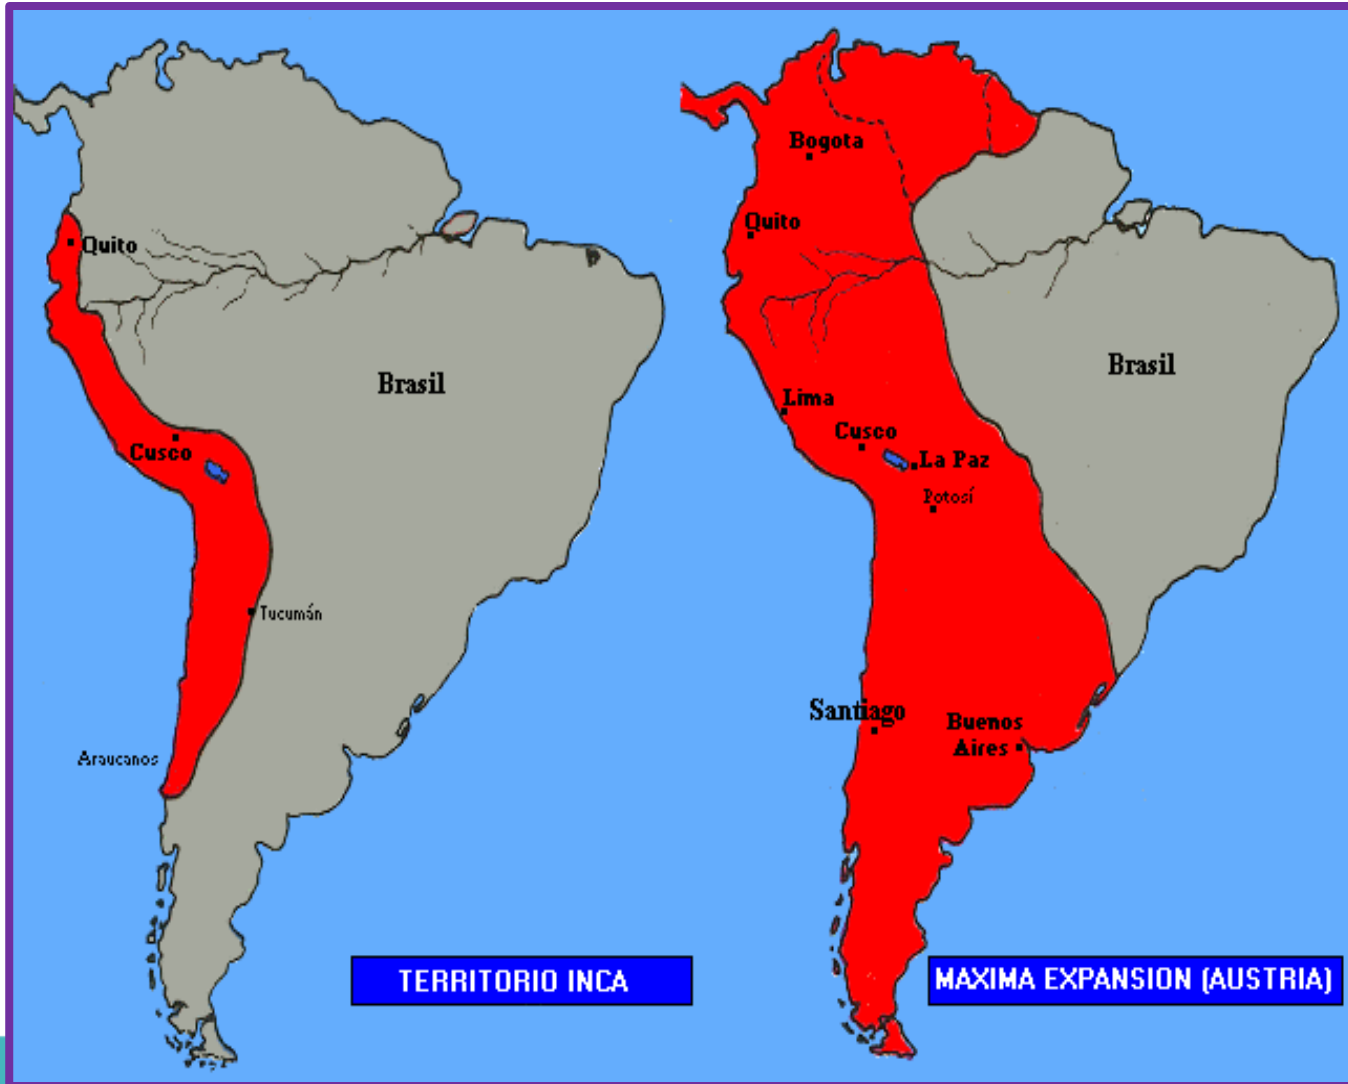 Quito
Brasil
Cusco
Tucumán
Araucanos
TERRITORIO INCA
Bogota
Quito
Brasil
Lima
Cusco
La Paz
Potosí
Santiago
Buenos
Aires
MAXIMA EXPANSION (AUSTRIA)